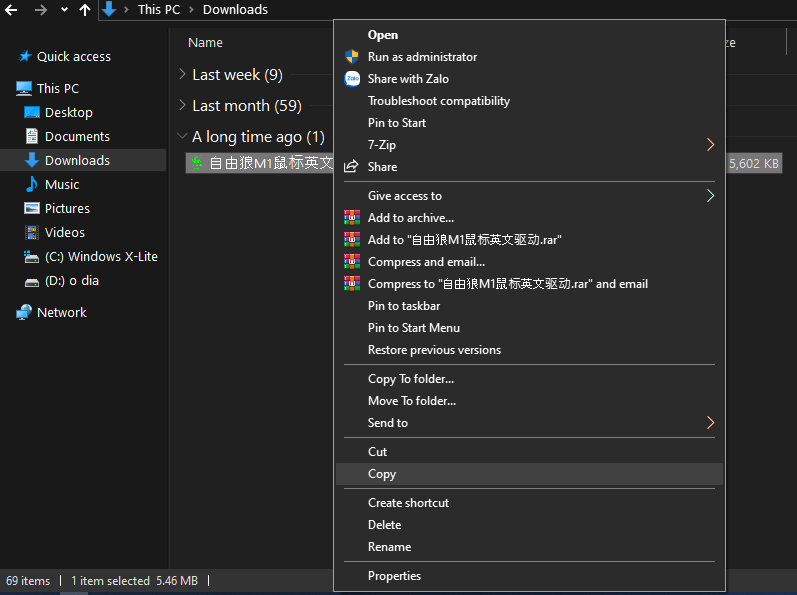 This PC > Downloads
Quick access
This PC
Desktop
Documents
Downloads
Music
Pictures
Videos
(C:) Windows X-Lite
(D:) o dia
Network
Name
Last week (9)
Last month (59)
A long time ago (1)
自由狼M1鼠标英文
5,602 KB
Open
Run as administrator
Zalo
Share with Zalo
Troubleshoot compatibility
Pin to Start
7-Zip
Share
Give access to
Add to archive...
Add to "自由狼M1鼠标英文驱动.rar"
Compress and email...
Compress to "自由狼M1鼠标英文驱动.rar" and email
Pin to taskbar
Pin to Start Menu
Restore previous versions
Copy To folder...
Move To folder...
Send to
Cut
Copy
Create shortcut
Delete
Rename
Properties
69 items | 1 item selected 5.46 MB |